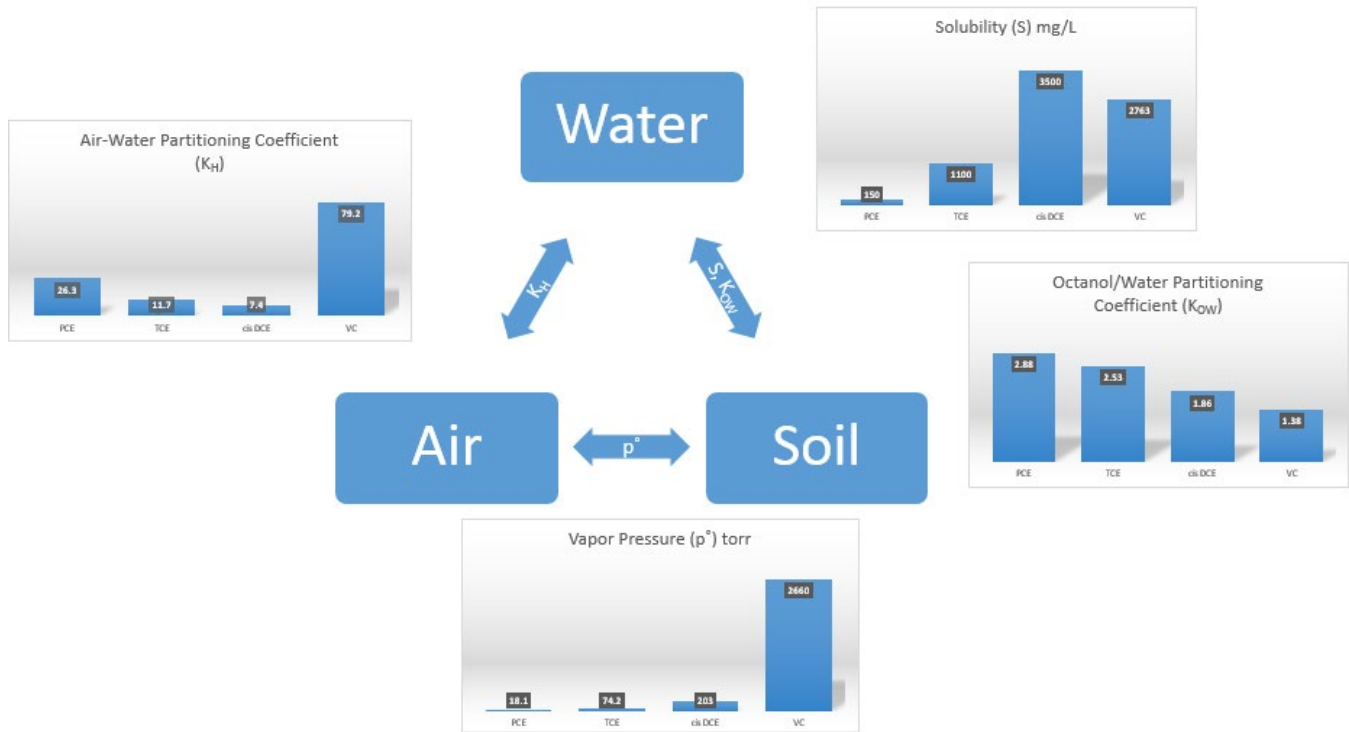 Solubility (S) mg/L
3500
2763
1100
150
PCE TCE cis DCE VC
Water
Air-Water Partitioning Coefficient
(KH)
79.2
26.3
11.7
7.4
PCE TCE cis DCE VC
KH
S, KOW
Octanol/Water Partitioning
Coefficient (KOW)
2.88
2.53
1.86
1.38
PCE TCE cis DCE VC
Air
p°
Soil
Vapor Pressure (p°) torr
2660
18.1
74.2
203
PCE TCE cis DCE VC